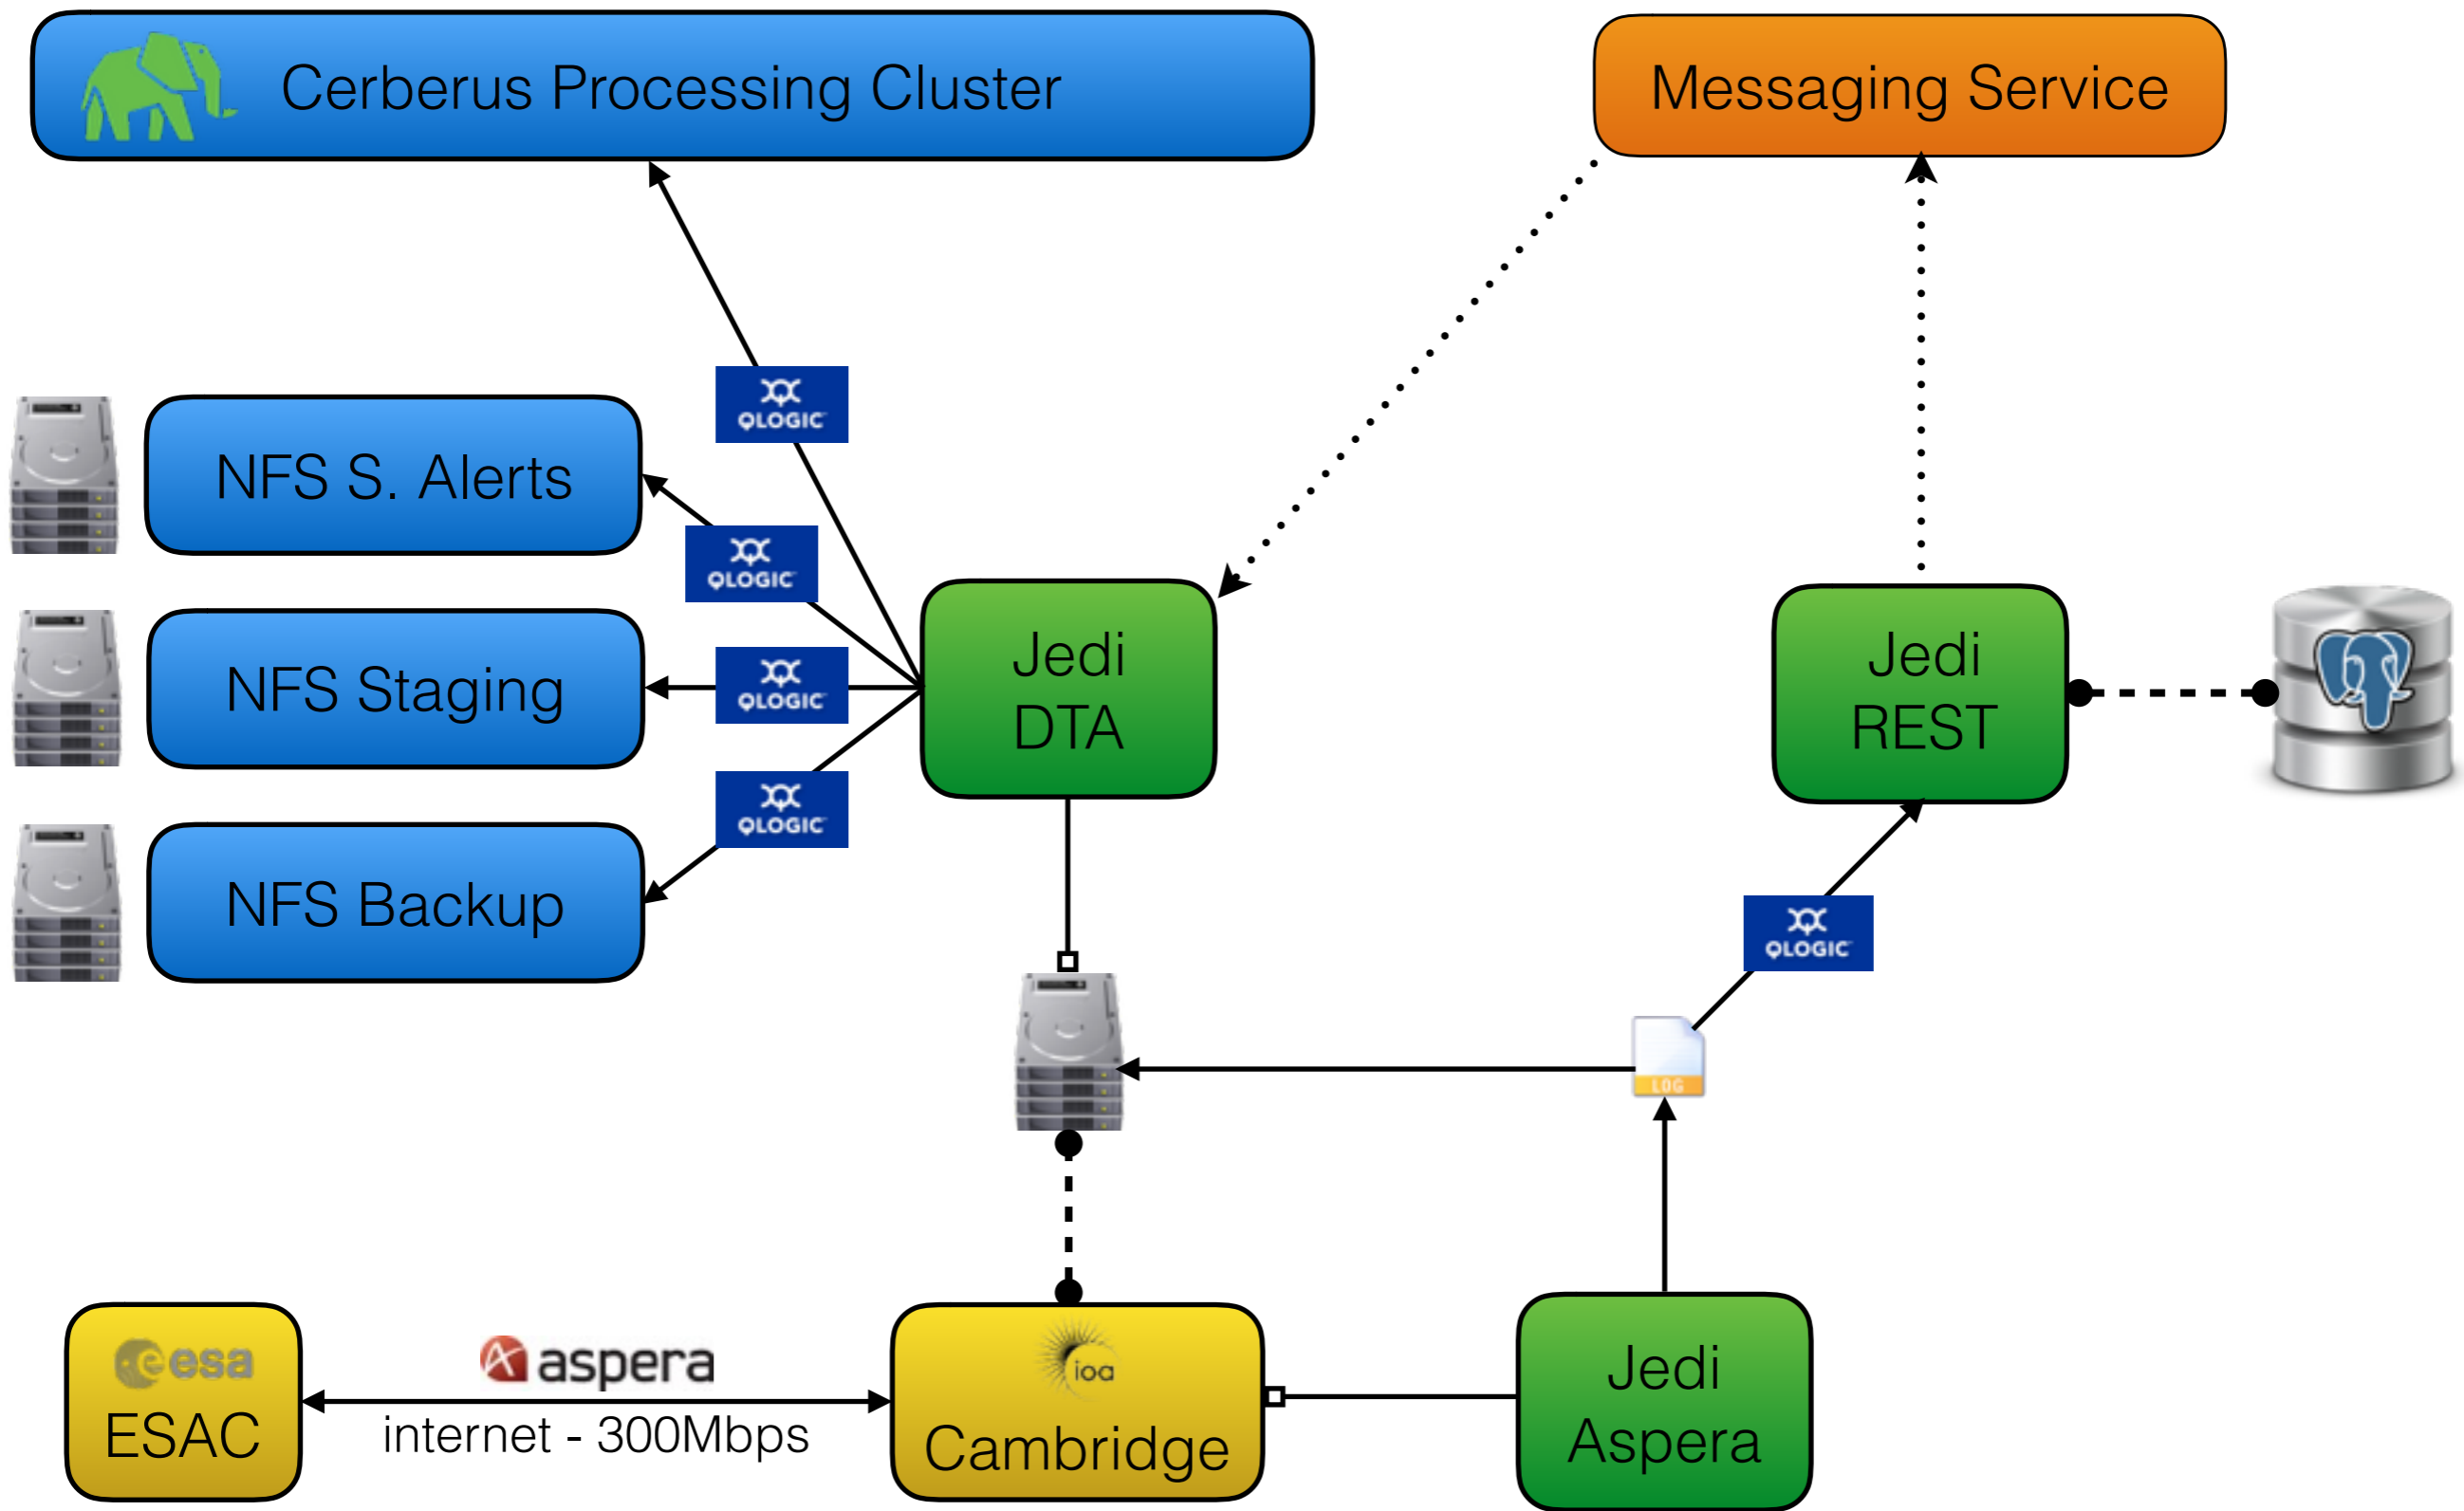 Cerberus Processing Cluster
Messaging Service
QLOGIC
NFS S. Alerts
QLOGIC
NFS Staging
QLOGIC
Jedi
DTA
Jedi
REST
QLOGIC
NFS Backup
QLOGIC
LOG
esa
ESAC
aspera
internet - 300Mbps
ioa
Cambridge
Jedi
Aspera